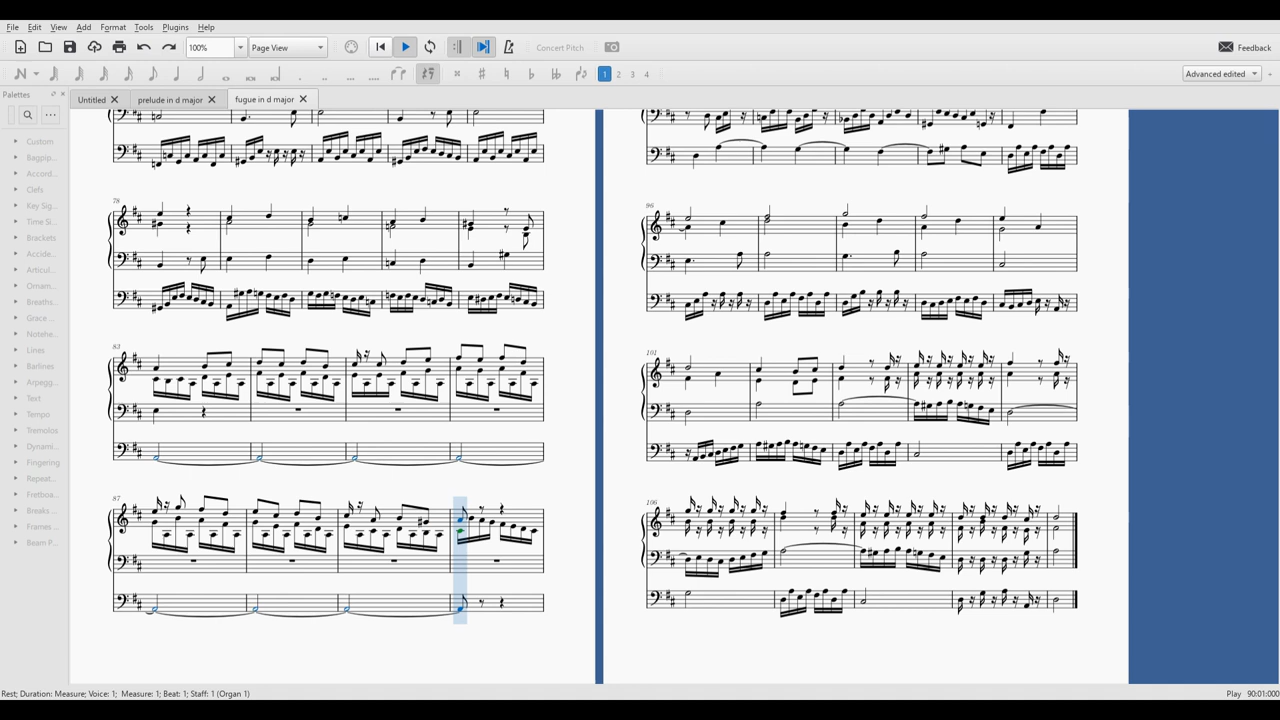 File Edit View Add Format Tools Plugins Help
100% Page View Concert Pitch Feedback
1 2 3 4 Advanced edited
Palettes Untitled prelude in d major fugue in d major
...
Custom
Bagpip...
Accord...
Clefs
Key Sig...
Time Si...
Brackets
Accide...
Articul...
Ornam...
Breaths...
Grace ...
Notehe...
Lines
Barlines
Arpegg...
Text
Tempo
Tremolos
Dynami...
Fingering
Repeat...
Fretboa...
Breaks ...
Frames ...
Beam P...
78
83
87
96
101
106
Rest; Duration: Measure; Voice: 1; Measure: 1; Beat: 1; Staff: 1 (Organ 1) Play 90:01:000